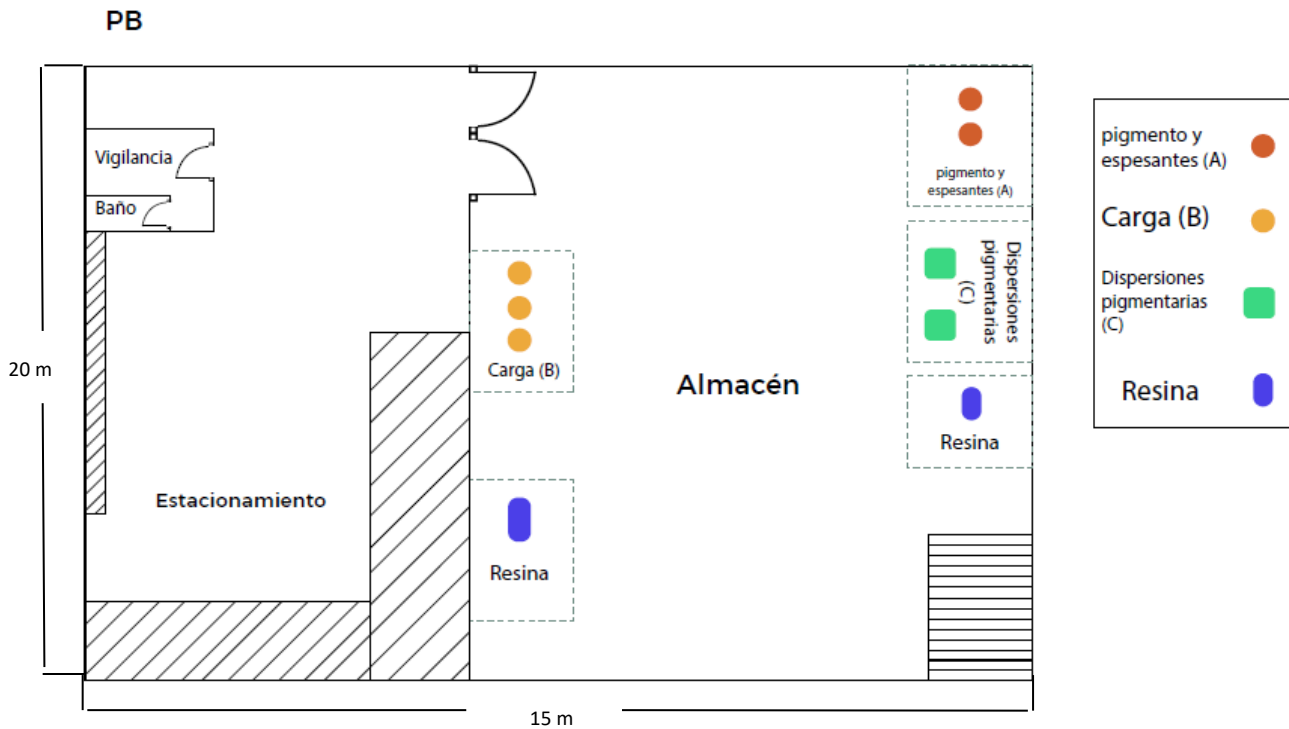 PB
Vigilancia
Baño
20 m
Estacionamiento
Carga (B)
Resina
Almacén
pigmento y
espesantes (A)
Dispersiones
pigmentarias
(C)
Resina
15 m
pigmento y
espesantes (A)
Carga (B)
Dispersiones
pigmentarias
(C)
Resina